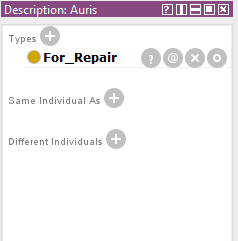 Description: Auris
Types
For_Repair
Same Individual As
Different Individuals